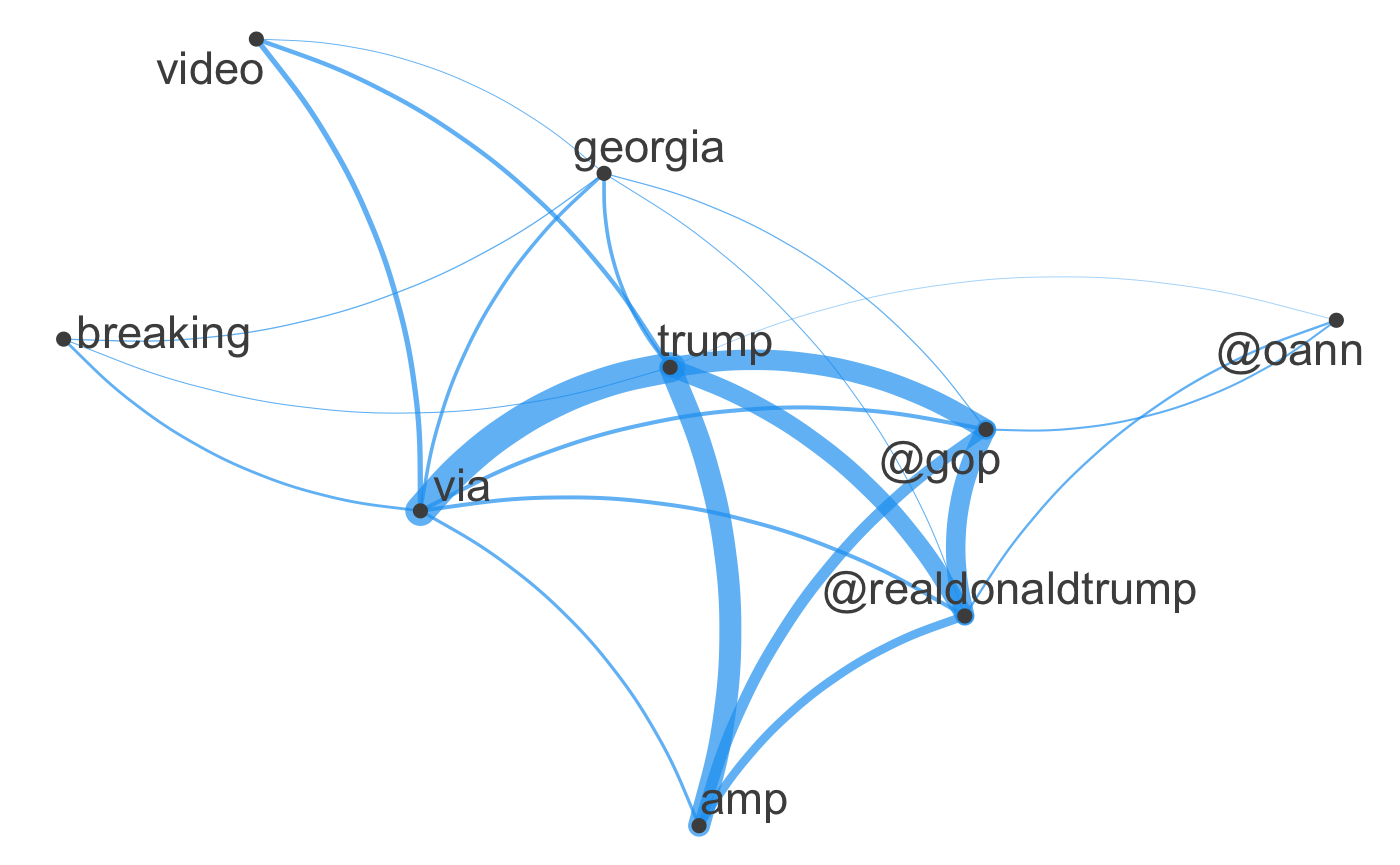 video
georgia
breaking
trump
@oann
@gop
via
@realdonaldtrump
amp